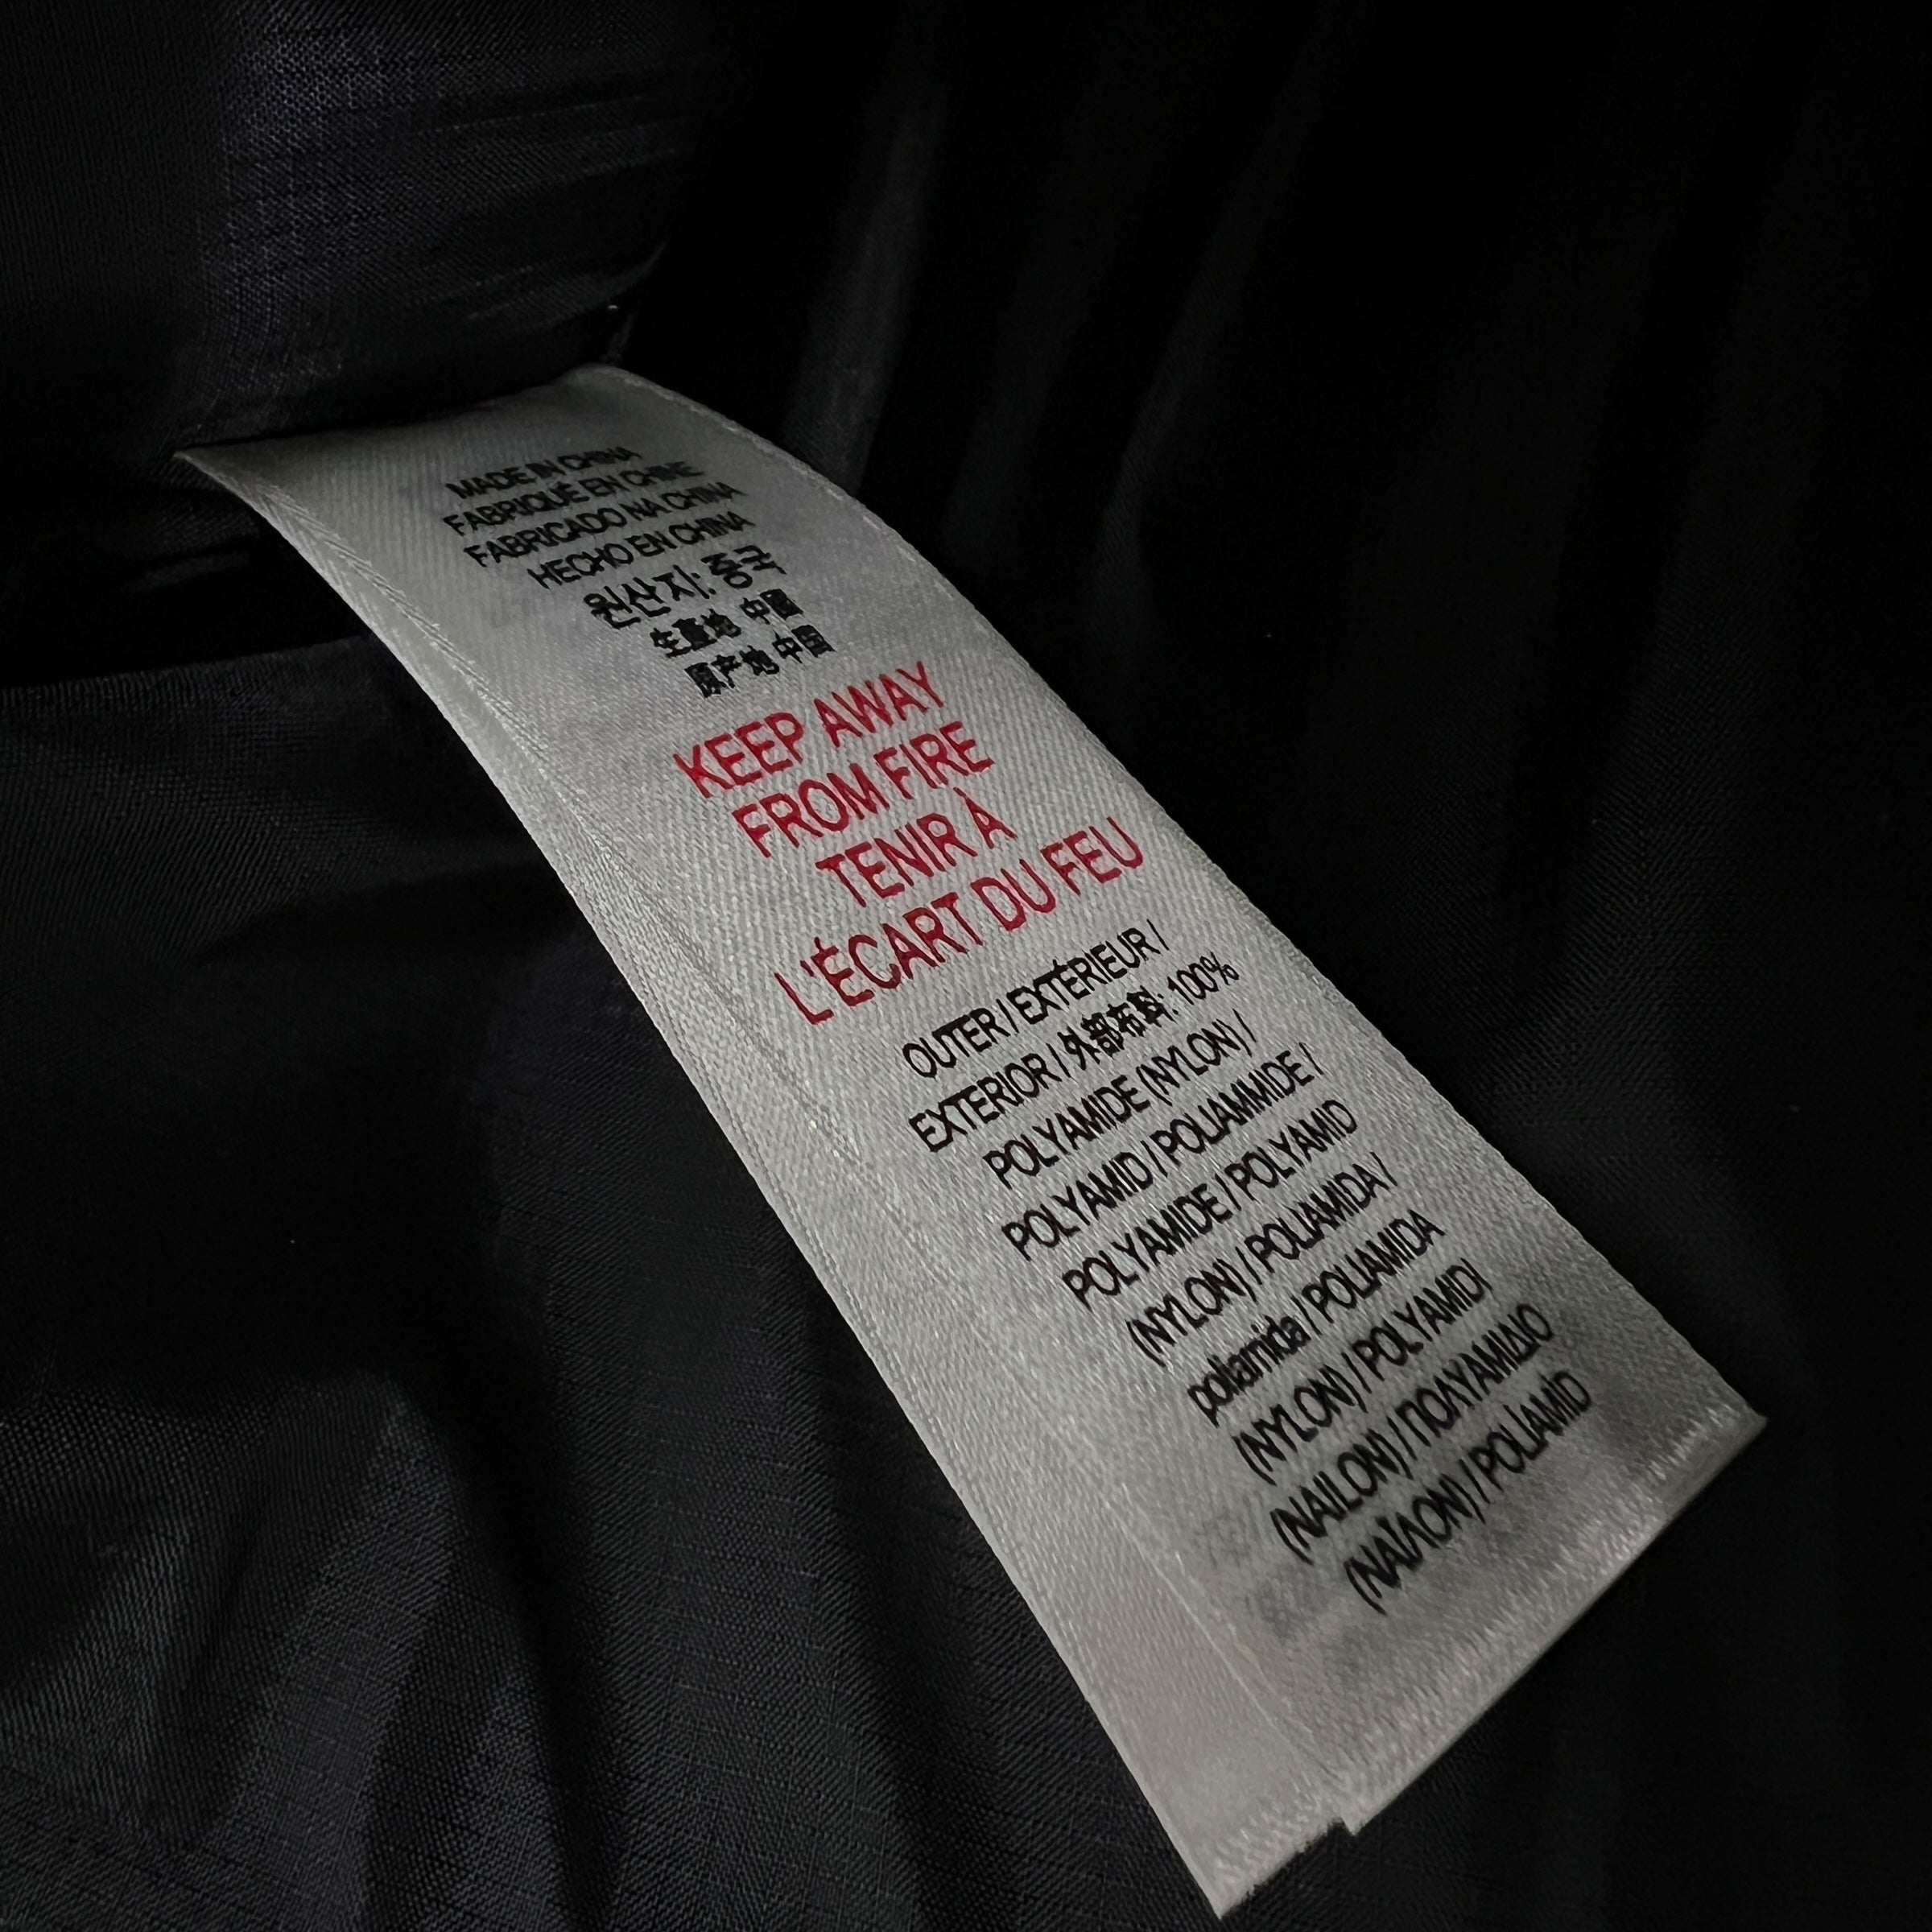 MADE IN CHINA
FABRIQUÉ EN CHINE
FABRICADO NA CHINA
HECHO EN CHINA
원산지: 중국
生産地 中國
原产地 中国
KEEP AWAY
FROM FIRE
TENIR À
L'ÉCART DU FEU
OUTER / EXTÉRIEUR /
EXTERIOR / 外部布料: 100%
POLYAMIDE (NYLON) /
POLYAMID / POLIAMMIDE /
POLYAMIDE / POLYAMID
(NYLON) / POLIAMIDA /
poliamida / POLIAMIDA
(NYLON) / POLYAMIDI
(NAILON) / ΠΟΛΥΑΜΙΔΙΟ
(ΝΑΪΛΟΝ) / POLÍAMID